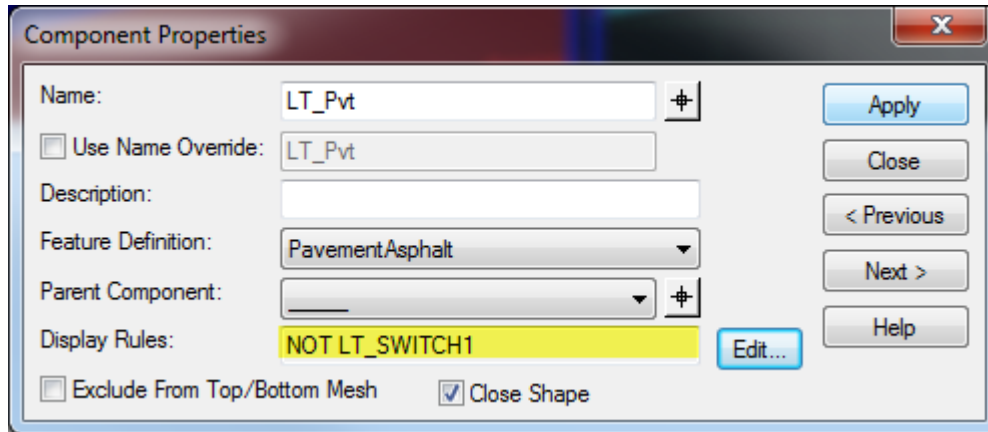 Component Properties
Name: LT_Pvt
Apply
Use Name Override: LT_Pvt
Close
Description:
< Previous
Feature Definition: PavementAsphalt
Next >
Parent Component:
Help
Display Rules: NOT LT_SWITCH1 Edit...
Exclude From Top/Bottom Mesh Close Shape